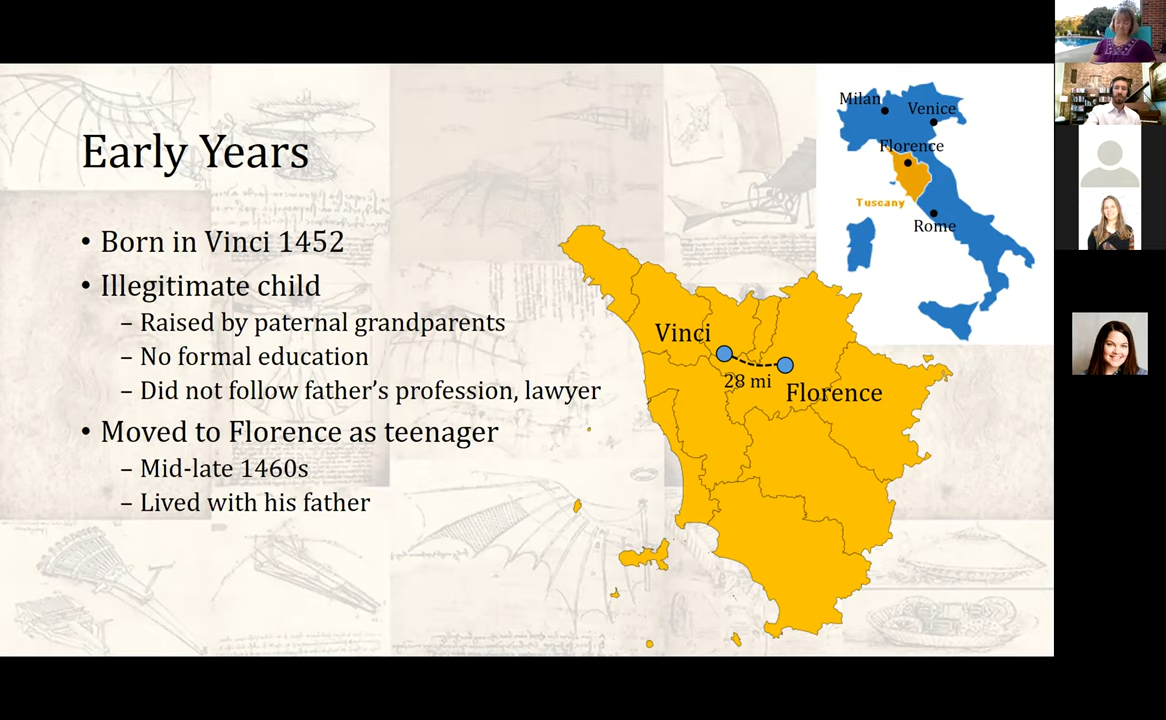 Early Years
• Born in Vinci 1452
• Illegitimate child
– Raised by paternal grandparents
– No formal education
– Did not follow father’s profession, lawyer
• Moved to Florence as teenager
– Mid-late 1460s
– Lived with his father
Milan
Venice
Florence
Tuscany
Rome
Vinci
28 mi
Florence